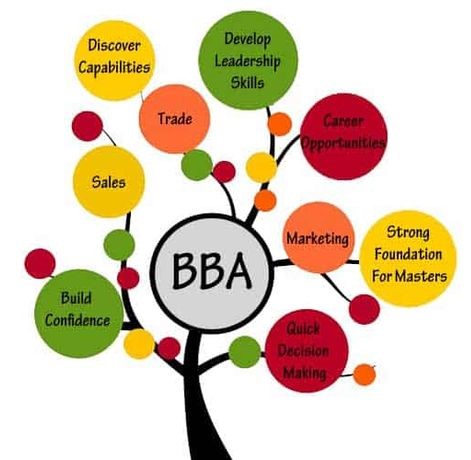 Discover
Capabilities
Develop
Leadership
Skills
Trade
Career
Opportunities
Sales
Marketing
Strong
Foundation
For Masters
BBA
Build
Confidence
Quick
Decision
Making